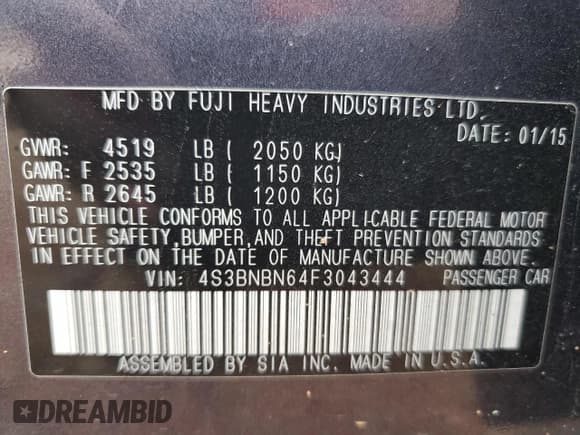 MFD BY FUJI HEAVY INDUSTRIES LTD.
DATE: 01/15
GVWR: 4519 LB ( 2050 KG)
GAWR: F 2535 LB ( 1150 KG)
GAWR: R 2645 LB ( 1200 KG)
THIS VEHICLE CONFORMS TO ALL APPLICABLE FEDERAL MOTOR
VEHICLE SAFETY,BUMPER,AND THEFT PREVENTION STANDARDS
IN EFFECT ON THE DATE OF MANUFACTURE SHOWN ABOVE.
VIN: 4S3BNBN64F3043444 PASSENGER CAR
ASSEMBLED BY SIA INC. MADE IN U.S.A.
DREAMBID